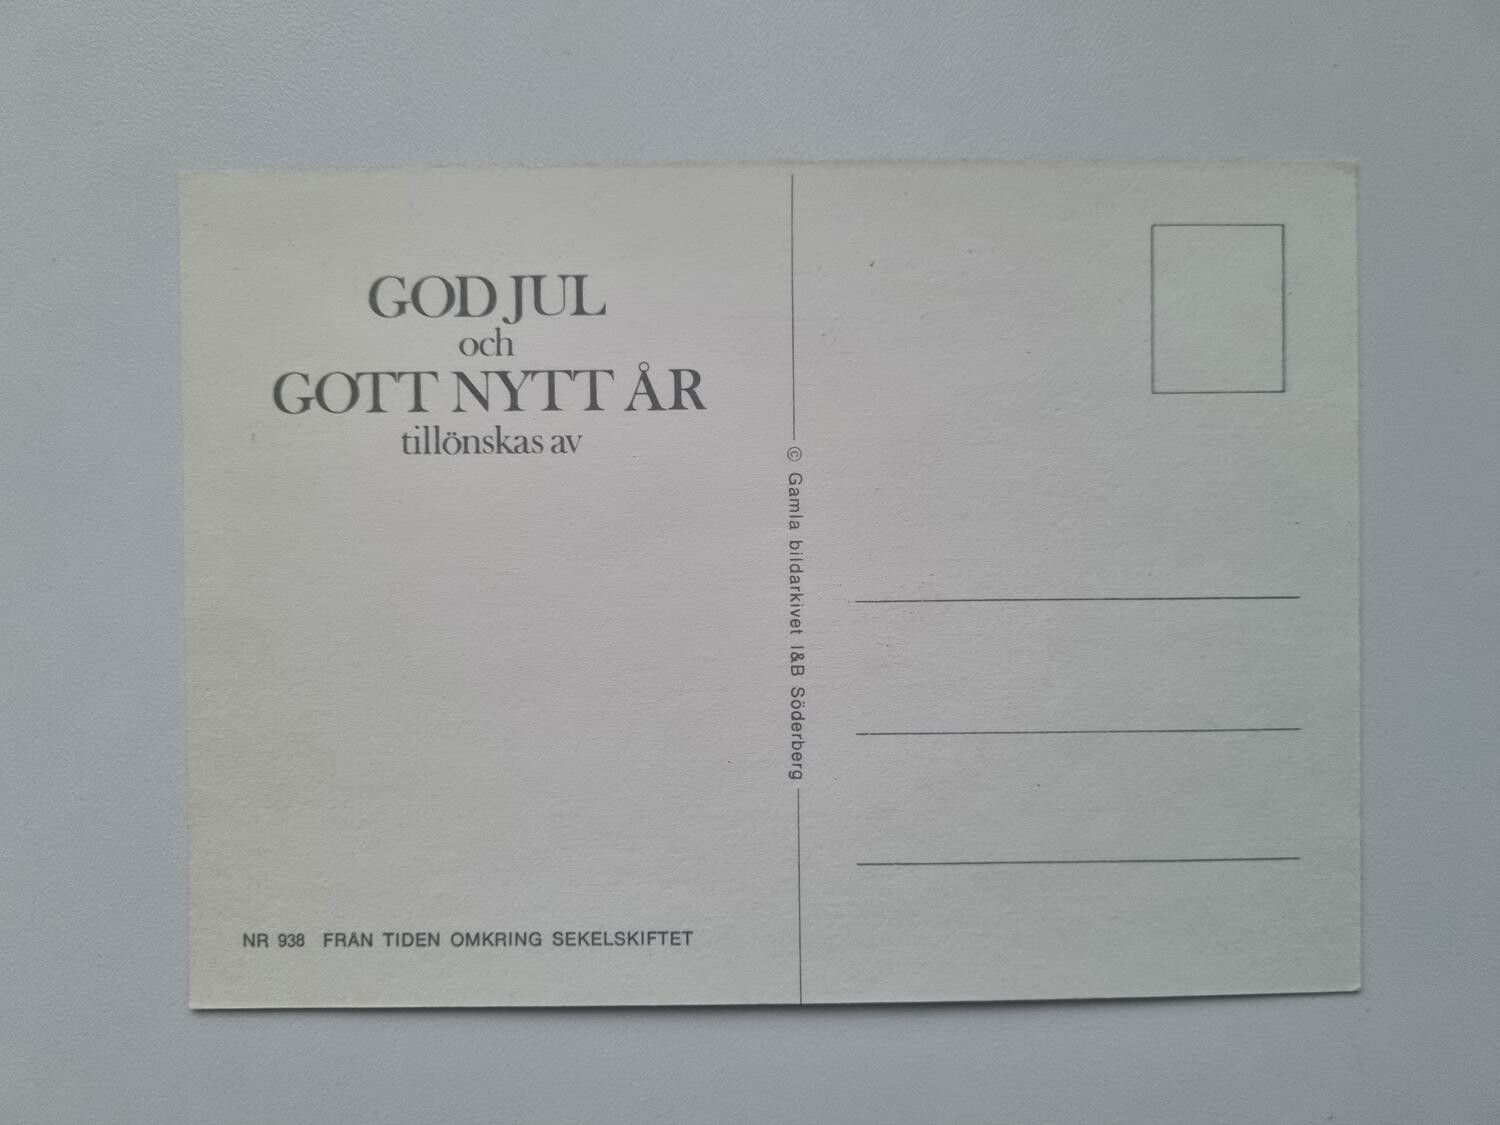 GOD JUL
och
GOTT NYTT ÅR
tillönskas av
NR 938 FRÅN TIDEN OMKRING SEKELSKIFTET
© Gamla bildarkivet I&B Söderberg